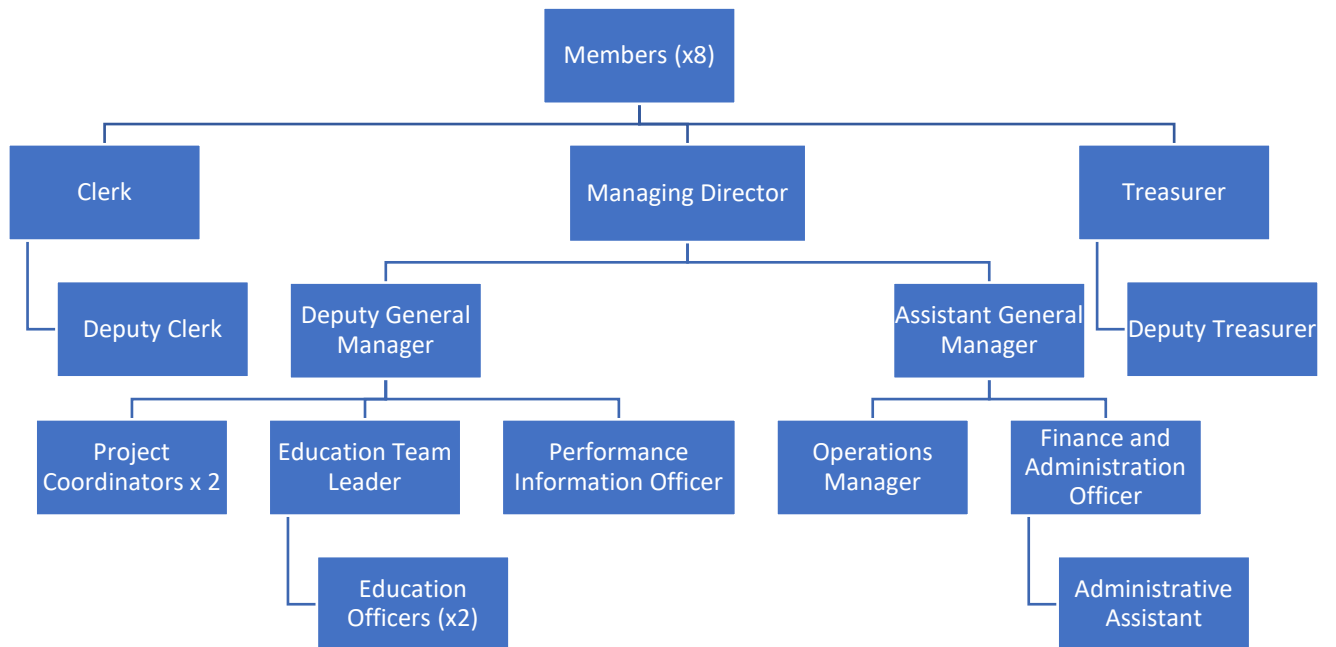 Members (x8)
Clerk
Managing Director
Treasurer
Deputy Clerk
Deputy General
Manager
Assistant General
Manager
Deputy Treasurer
Project
Coordinators x 2
Education Team
Leader
Performance
Information Officer
Operations
Manager
Finance and
Administration
Officer
Education
Officers (x2)
Administrative
Assistant